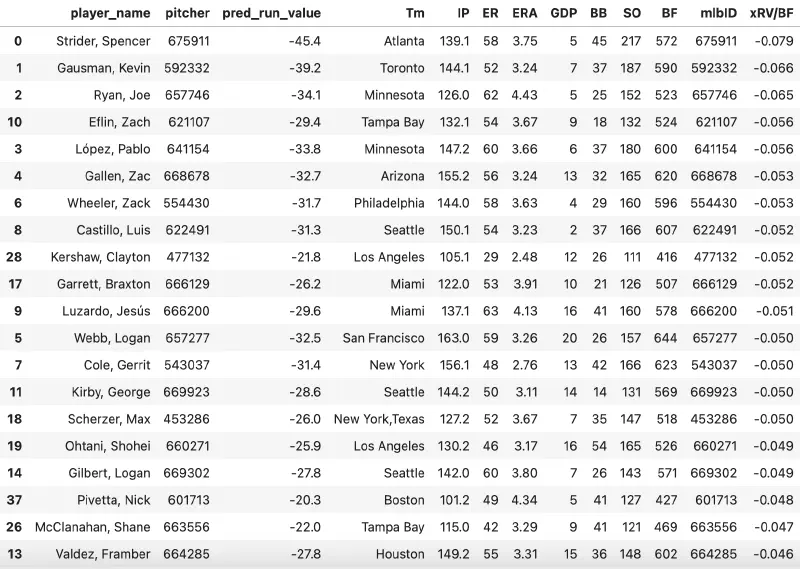 player_name pitcher pred_run_value Tm IP ER ERA GDP BB SO BF mlbID xRV/BF
0 Strider, Spencer 675911 -45.4 Atlanta 139.1 58 3.75 5 45 217 572 675911 -0.079
1 Gausman, Kevin 592332 -39.2 Toronto 144.1 52 3.24 7 37 187 590 592332 -0.066
2 Ryan, Joe 657746 -34.1 Minnesota 126.0 62 4.43 5 25 152 523 657746 -0.065
10 Eflin, Zach 621107 -29.4 Tampa Bay 132.1 54 3.67 9 18 132 524 621107 -0.056
3 López, Pablo 641154 -33.8 Minnesota 147.2 60 3.66 6 37 180 600 641154 -0.056
4 Gallen, Zac 668678 -32.7 Arizona 155.2 56 3.24 13 32 165 620 668678 -0.053
6 Wheeler, Zack 554430 -31.7 Philadelphia 144.0 58 3.63 4 29 160 596 554430 -0.053
8 Castillo, Luis 622491 -31.3 Seattle 150.1 54 3.23 2 37 166 607 622491 -0.052
28 Kershaw, Clayton 477132 -21.8 Los Angeles 105.1 29 2.48 12 26 111 416 477132 -0.052
17 Garrett, Braxton 666129 -26.2 Miami 122.0 53 3.91 10 21 126 507 666129 -0.052
9 Luzardo, Jesús 666200 -29.6 Miami 137.1 63 4.13 16 41 160 578 666200 -0.051
5 Webb, Logan 657277 -32.5 San Francisco 163.0 59 3.26 20 26 157 644 657277 -0.050
7 Cole, Gerrit 543037 -31.4 New York 156.1 48 2.76 13 42 166 623 543037 -0.050
11 Kirby, George 669923 -28.6 Seattle 144.2 50 3.11 14 14 131 569 669923 -0.050
18 Scherzer, Max 453286 -26.0 New York,Texas 127.2 52 3.67 7 35 147 518 453286 -0.050
19 Ohtani, Shohei 660271 -25.9 Los Angeles 130.2 46 3.17 16 54 165 526 660271 -0.049
14 Gilbert, Logan 669302 -27.8 Seattle 142.0 60 3.80 7 26 143 571 669302 -0.049
37 Pivetta, Nick 601713 -20.3 Boston 101.2 49 4.34 5 41 127 427 601713 -0.048
26 McClanahan, Shane 663556 -22.0 Tampa Bay 115.0 42 3.29 9 41 121 469 663556 -0.047
13 Valdez, Framber 664285 -27.8 Houston 149.2 55 3.31 15 36 148 602 664285 -0.046